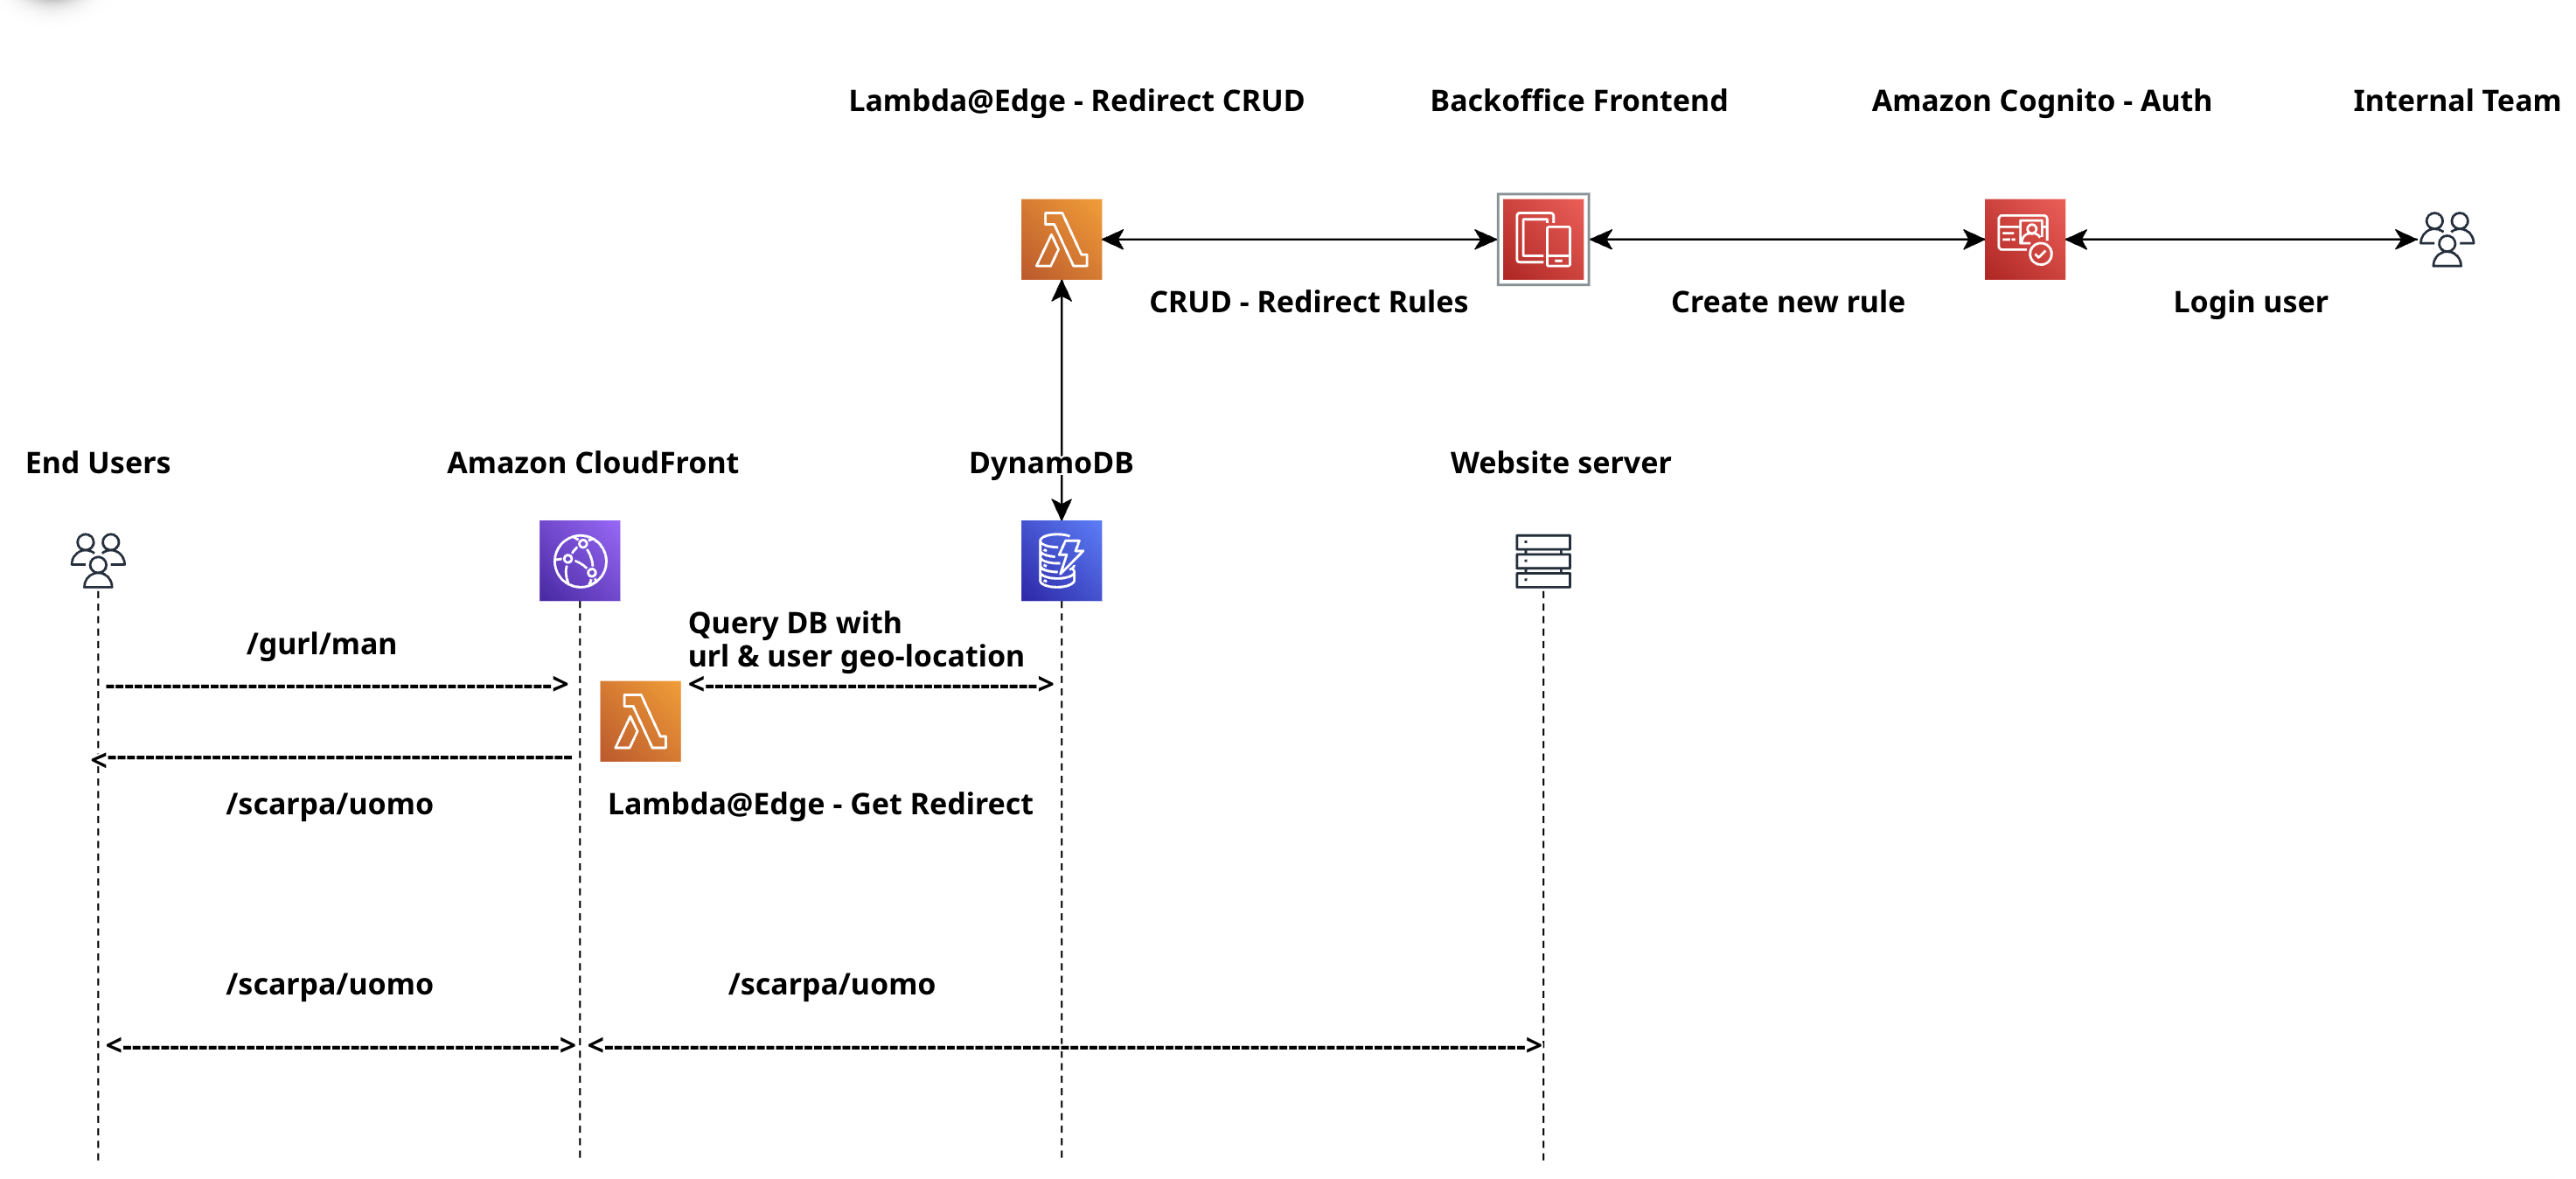 Lambda@Edge - Redirect CRUD
Backoffice Frontend
Amazon Cognito - Auth
Internal Team
CRUD - Redirect Rules
Create new rule
Login user
End Users
Amazon CloudFront
DynamoDB
Website server
/gurl/man
Query DB with
url & user geo-location
/scarpa/uomo
Lambda@Edge - Get Redirect
/scarpa/uomo
/scarpa/uomo